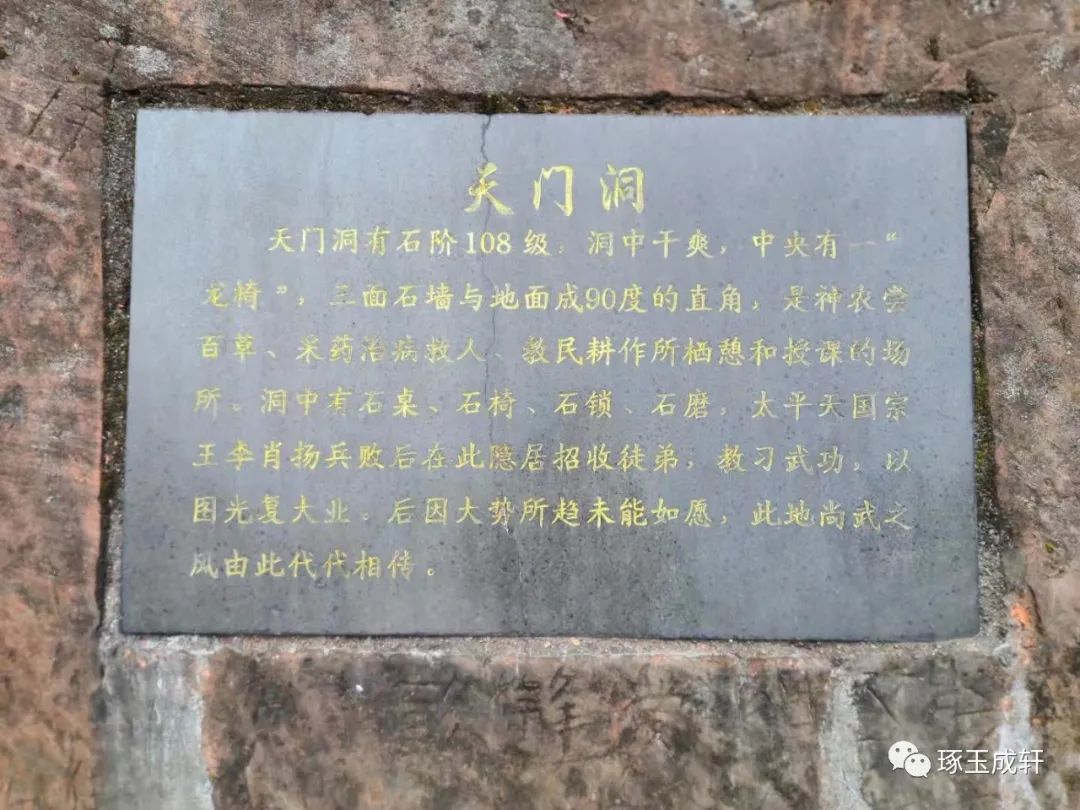 天门洞
天门洞有石阶108级，洞中干爽，中央有一“
龙椅”，三面石墙与地面成90度的直角，是神农尝
百草、采药治病救人、教民耕作所栖憩和授课的场
所。洞中有石桌、石椅、石锁、石磨，太平天国宗
王李肖扬兵败后在此隐居招收徒弟，教习武功，以
图光复大业。后因大势所趋未能如愿，此地尚武之
风由此代代相传。
琢玉成轩